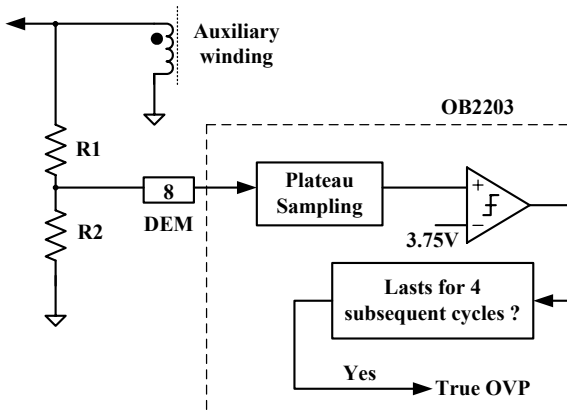 Auxiliary
winding
OB2203
R1
8
DEM
Plateau
Sampling
+
−
3.75V
R2
Lasts for 4
subsequent cycles ?
Yes
True OVP